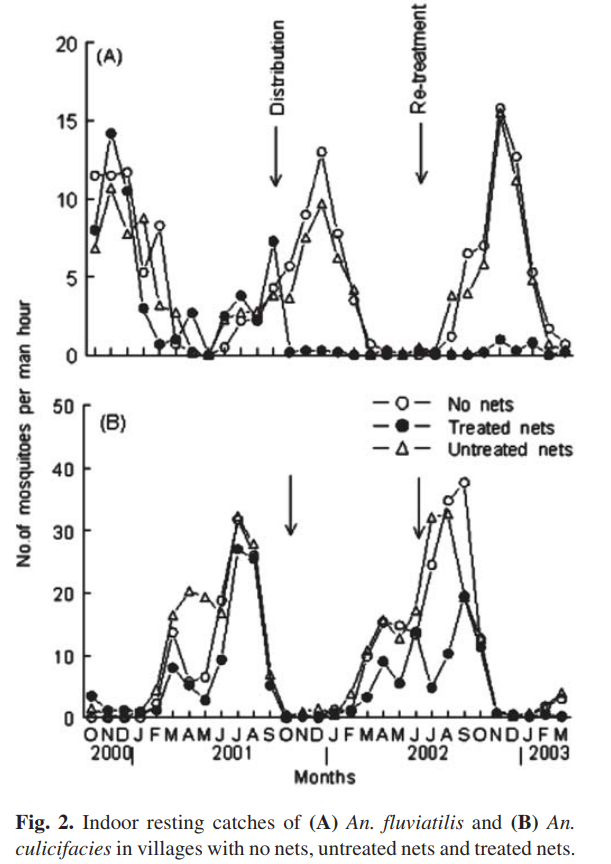 20
15
10
5
0
(A)
Distribution
Re-treatment
No. of mosquitoes per man hour
50
40
30
20
10
0
(B)
No nets
Treated nets
Untreated nets
O N D J F M A M J J A S O N D J F M A M J J A S O N D J F M
2000 2001 2002 2003
Months
Fig. 2. Indoor resting catches of (A) An. fluviatilis and (B) An.
culicifacies in villages with no nets, untreated nets and treated nets.